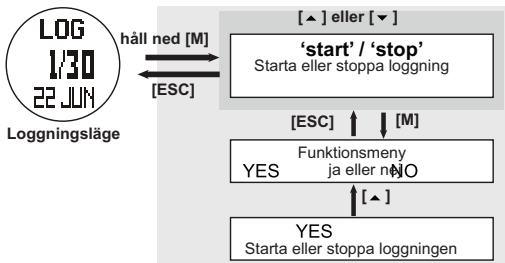 LOG
1/30
22 JUN
Loggningsläge
håll ned [M]
[ESC]
[ ▲ ] eller [ ▼ ]
‘start’ / ‘stop’
Starta eller stoppa loggning
[ESC] [M]
Funktionsmeny
YES ja eller nej NO
[ ▲ ]
YES
Starta eller stoppa loggningen